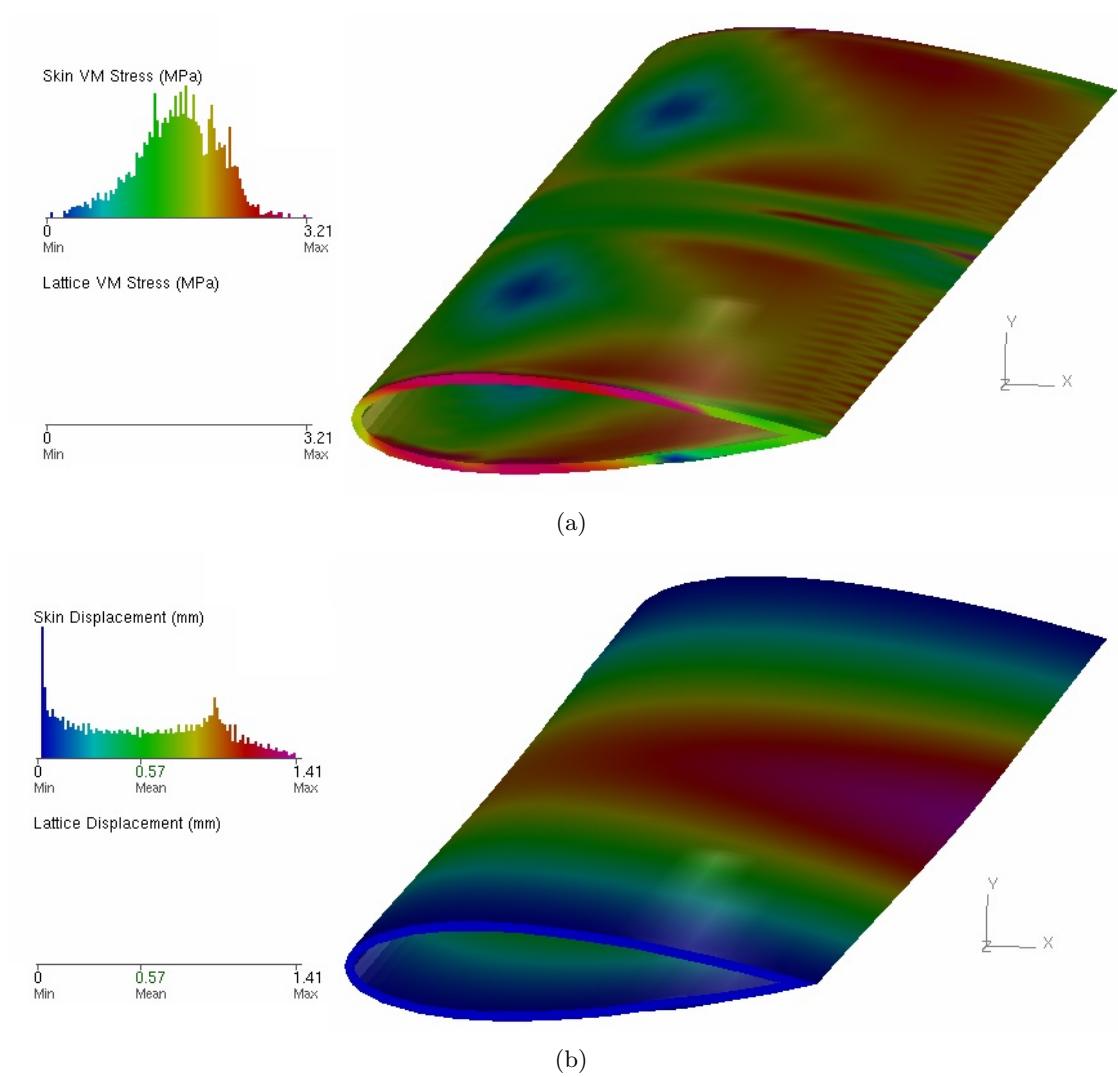 Skin VM Stress (MPa)
0 3.21
Min Max
Lattice VM Stress (MPa)
0 3.21
Min Max
Y
Z X
(a)
Skin Displacement (mm)
0 0.57 1.41
Min Mean Max
Lattice Displacement (mm)
0 0.57 1.41
Min Mean Max
Y
Z X
(b)